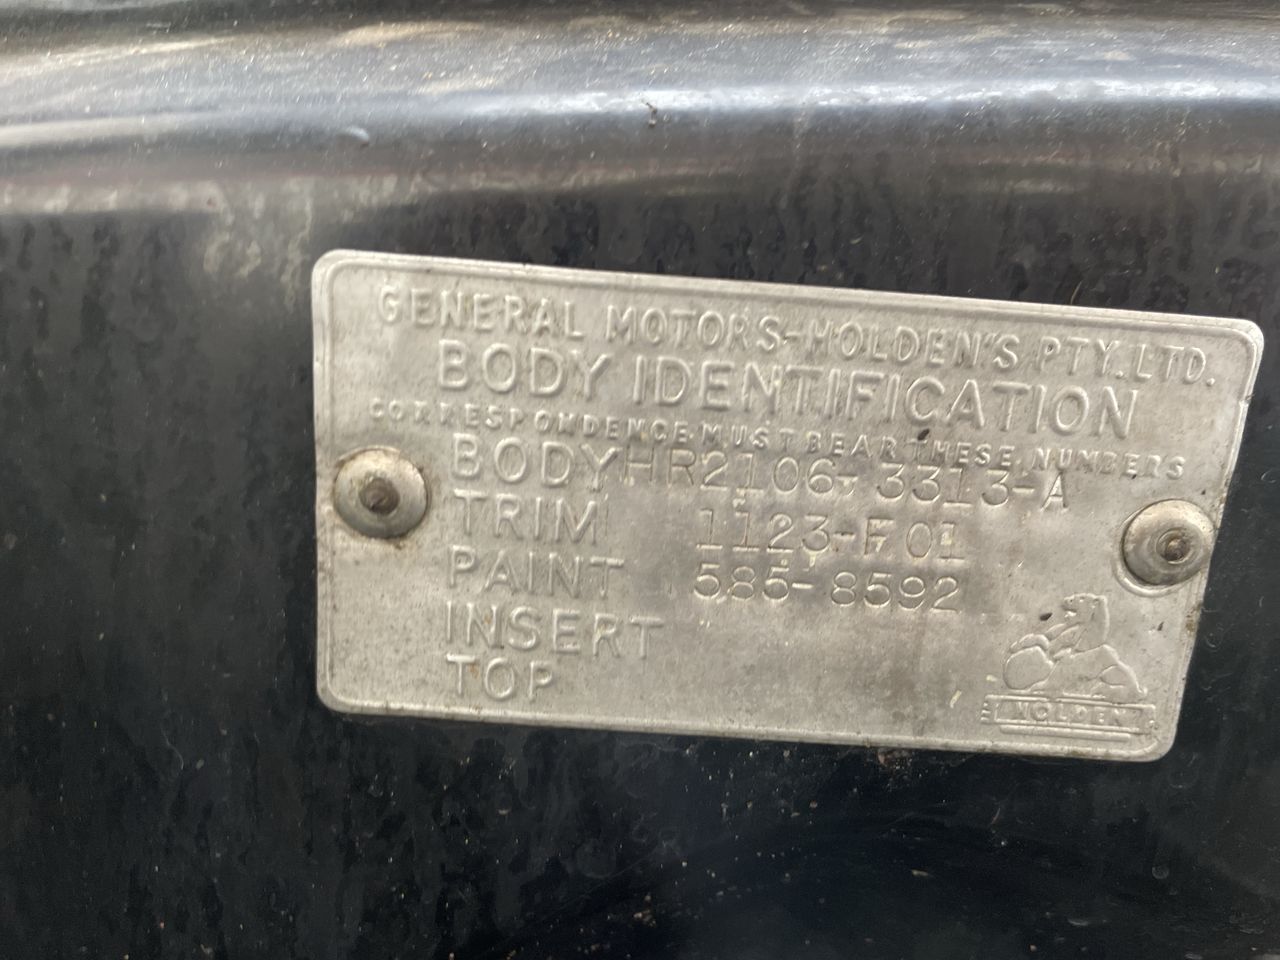 GENERAL MOTORS-HOLDEN'S PTY. LTD.
BODY IDENTIFICATION
CORRESPONDENCE MUST BEAR THESE NUMBERS
BODY HR2106-3313-A
TRIM 1123-F01
PAINT 585-8592
INSERT
TOP
HOLDEN